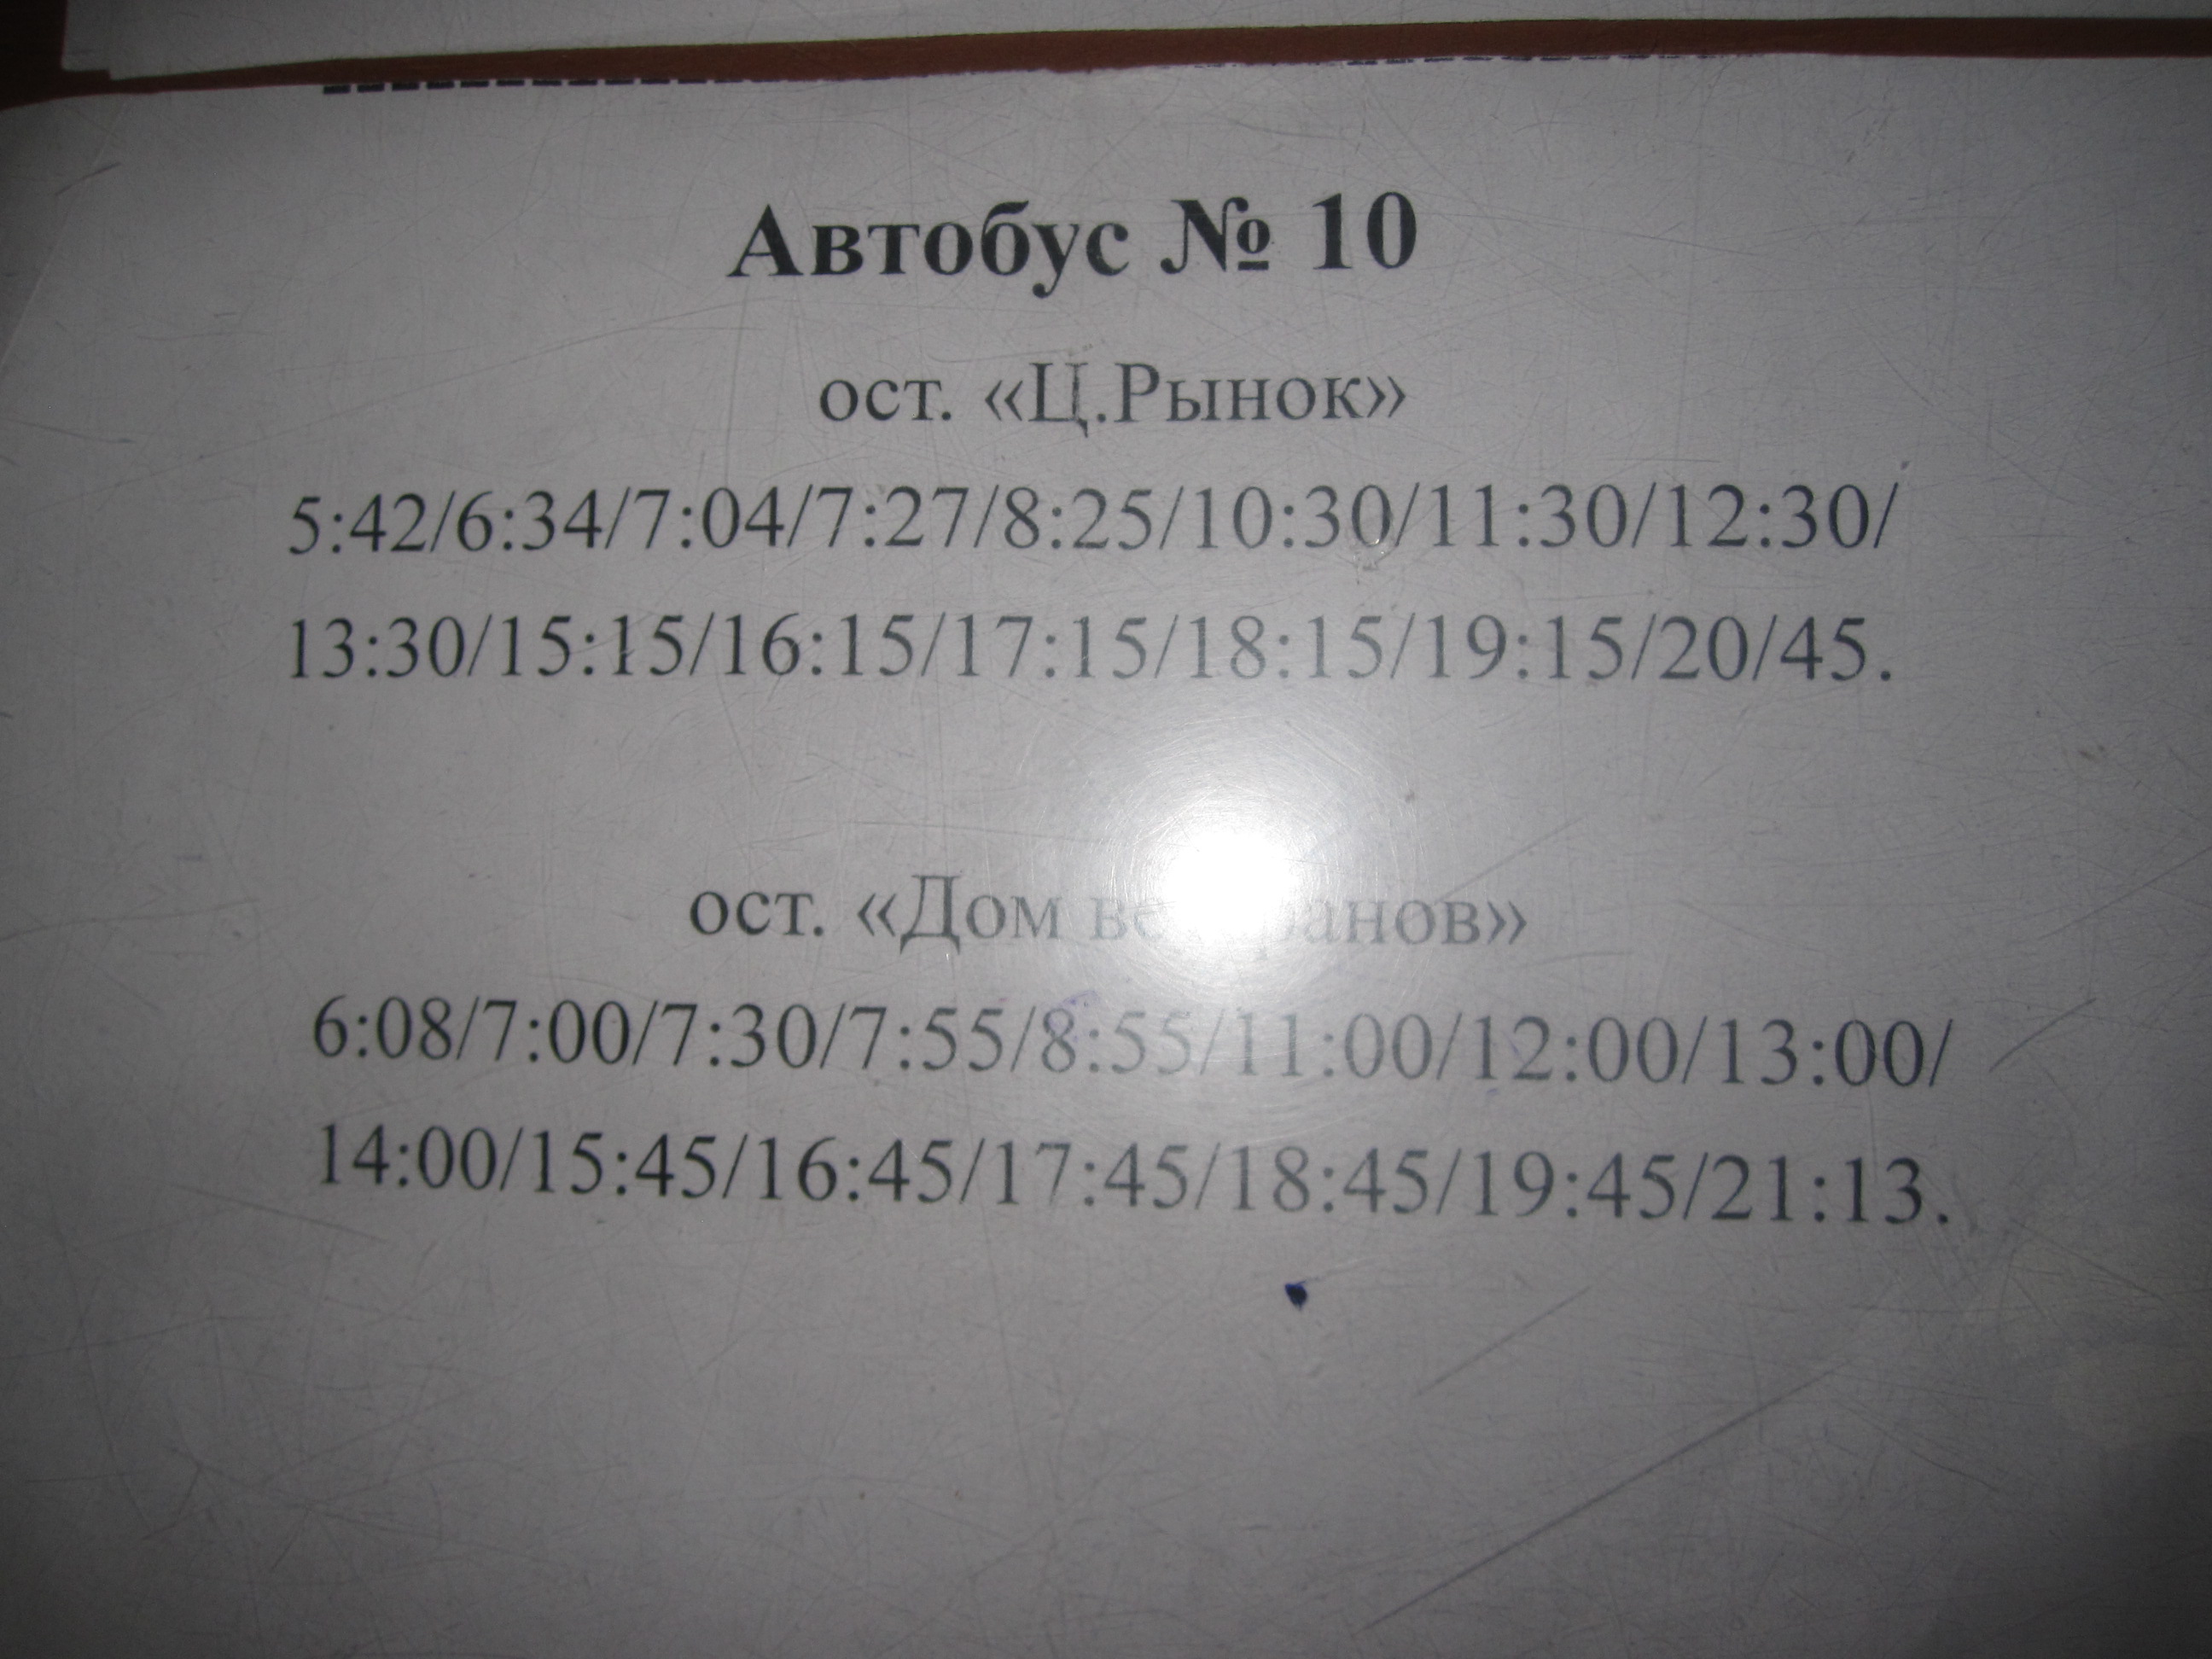 Автобус № 10
ост. «Ц.Рынок»
5:42/6:34/7:04/7:27/8:25/10:30/11:30/12:30/
13:30/15:15/16:15/17:15/18:15/19:15/20/45.
ост. «Дом ветеранов»
6:08/7:00/7:30/7:55/8:55/11:00/12:00/13:00/
14:00/15:45/16:45/17:45/18:45/19:45/21:13.